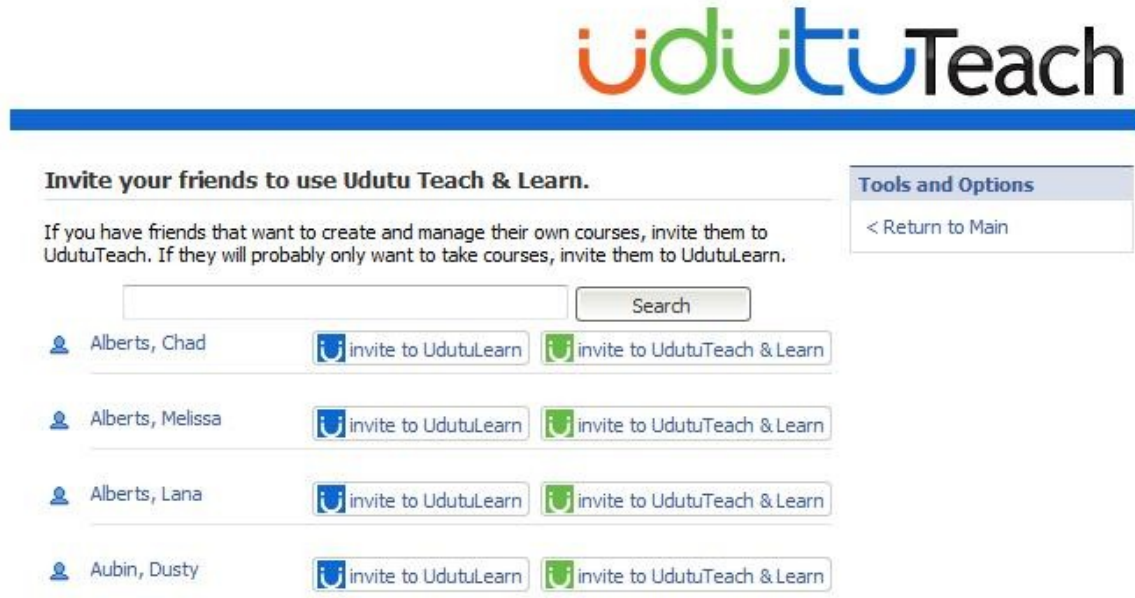 udutuTeach
Invite your friends to use Udutu Teach & Learn.
If you have friends that want to create and manage their own courses, invite them to
UdutuTeach. If they will probably only want to take courses, invite them to UdutuLearn.
Search
Alberts, Chad invite to UdutuLearn invite to UdutuTeach & Learn
Alberts, Melissa invite to UdutuLearn invite to UdutuTeach & Learn
Alberts, Lana invite to UdutuLearn invite to UdutuTeach & Learn
Aubin, Dusty invite to UdutuLearn invite to UdutuTeach & Learn
Tools and Options
< Return to Main